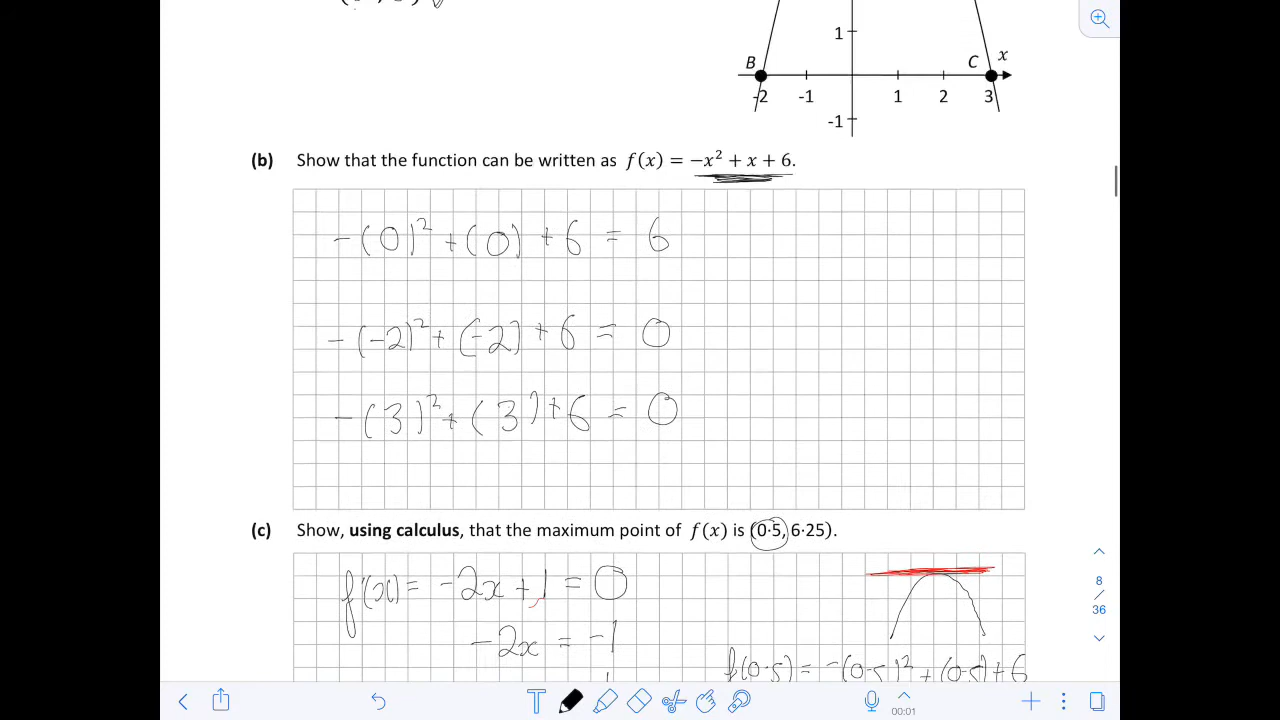 1
B
C
x
-2 -1 1 2 3
-1
(b) Show that the function can be written as f(x) = −x² + x + 6.
-(0)² + (0) + 6 = 6
-(-2)² + (-2) + 6 = 0
-(3)² + (3) + 6 = 0
(c) Show, using calculus, that the maximum point of f(x) is (0·5, 6·25).
f'(x) = -2x + 1 = 0
-2x = -1
f(0·5) = -(0·5)² + (0·5) + 6
8
/
36
T
00:01